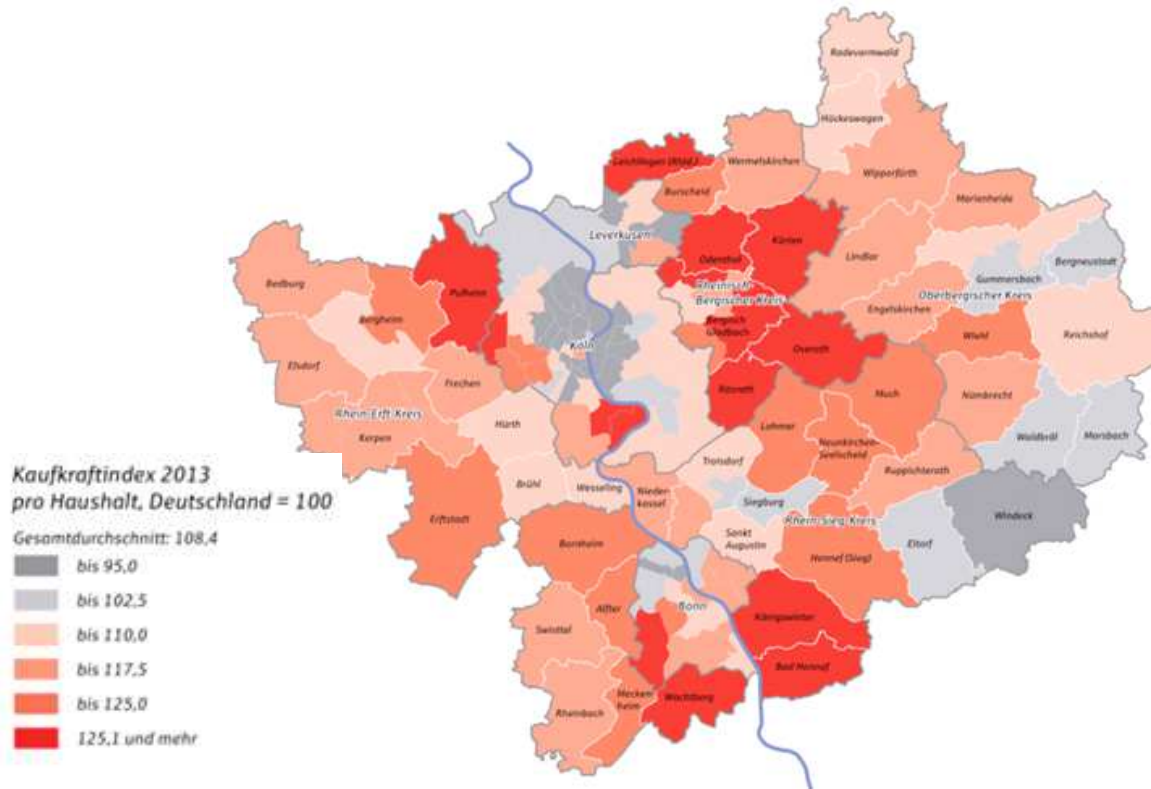 Radevormwald
Hückeswagen
Leichlingen (Rhld.)
Wermelskirchen
Burscheid
Wipperfürth
Marienheide
Leverkusen
Odenthal
Kürten
Lindlar
Gummersbach
Bergneustadt
Bedburg
Pulheim
Rheinisch-
Bergischer Kreis
Oberbergischer Kreis
Bergheim
Bergisch
Gladbach
Engelskirchen
Köln
Overath
Wiehl
Reichshof
Elsdorf
Frechen
Rösrath
Much
Nümbrecht
Rhein-Erft-Kreis
Hürth
Lohmar
Waldbröl
Morsbach
Kerpen
Neunkirchen-
Seelscheid
Troisdorf
Ruppichteroth
Kaufkraftindex 2013
pro Haushalt, Deutschland = 100
Gesamtdurchschnitt: 108,4
bis 95,0
bis 102,5
bis 110,0
bis 117,5
bis 125,0
125,1 und mehr
Brühl
Wesseling
Nieder-
kassel
Siegburg
Windeck
Erftstadt
Rhein-Sieg-Kreis
Sankt
Augustin
Bornheim
Hennef (Sieg)
Eitorf
Alfter
Bonn
Swisttal
Königswinter
Bad Honnef
Mecken-
heim
Wachtberg
Rheinbach